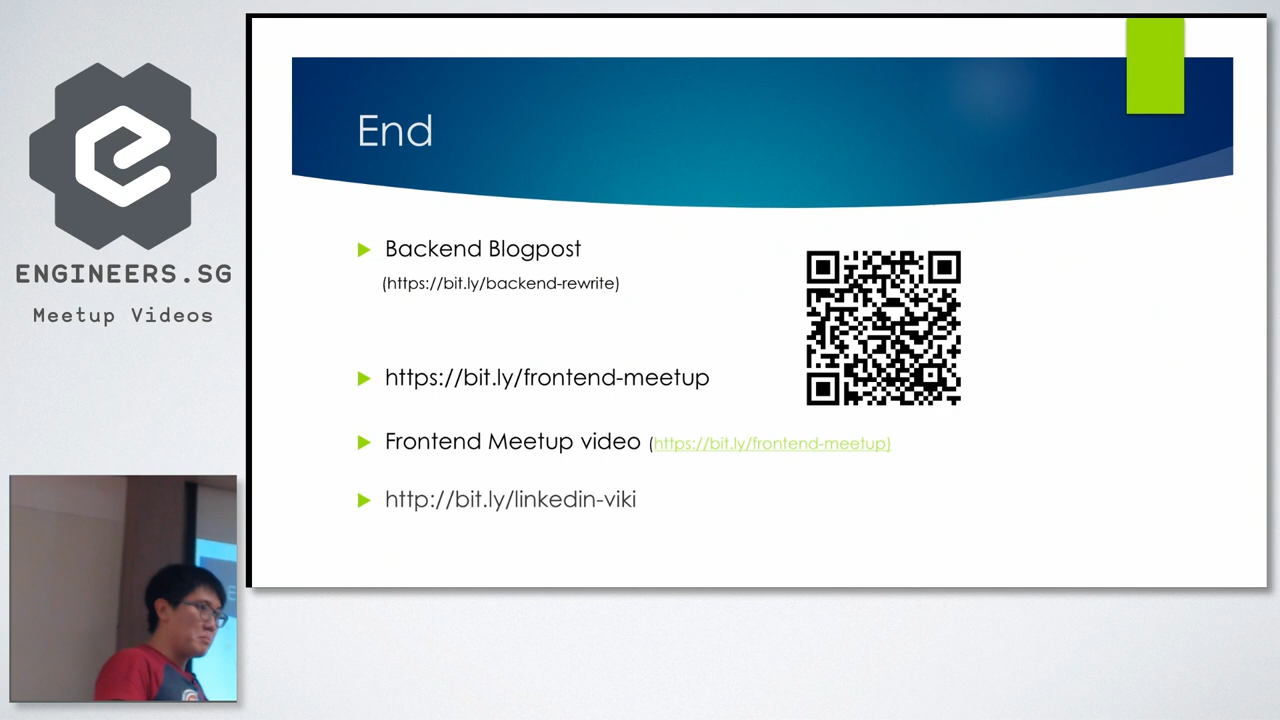 ENGINEERS.SG
Meetup Videos
End
Backend Blogpost
(https://bit.ly/backend-rewrite)
https://bit.ly/frontend-meetup
Frontend Meetup video (https://bit.ly/frontend-meetup)
http://bit.ly/linkedin-viki